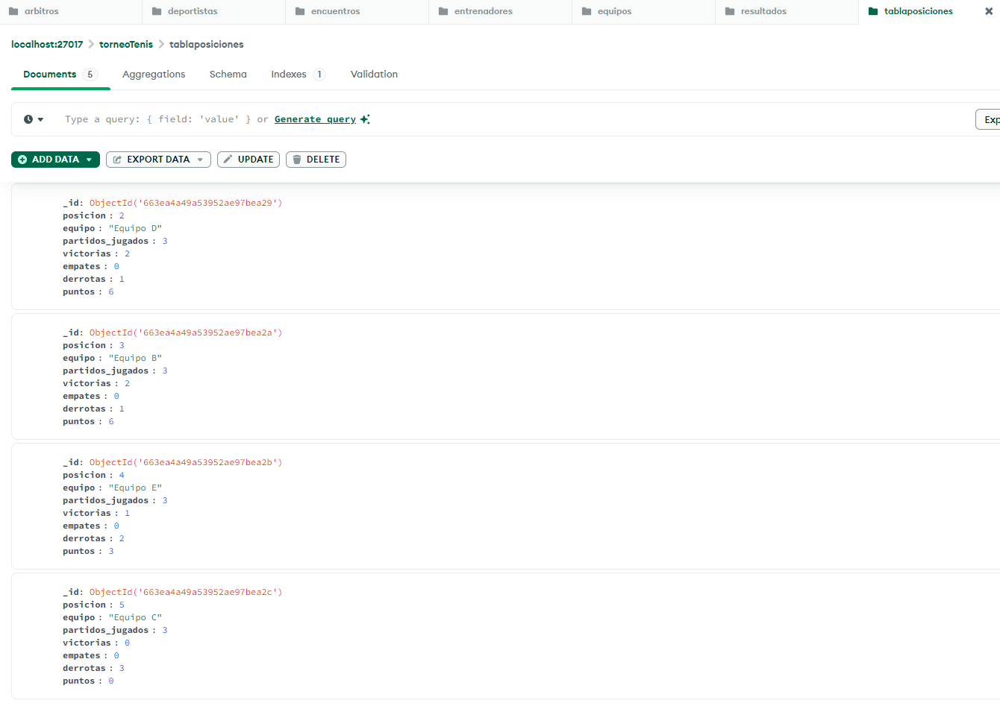 arbitros deportistas encuentros entrenadores equipos resultados tablaposiciones
localhost:27017 torneoTenis tablaposiciones
Documents 5 Aggregations Schema Indexes 1 Validation
Type a query: { field: 'value' } or Generate query
Exp
ADD DATA EXPORT DATA UPDATE DELETE
_id: ObjectId('663ea4a49a53952ae97bea29')
posicion : 2
equipo : "Equipo D"
partidos_jugados : 3
victorias : 2
empates : 0
derrotas : 1
puntos : 6
_id: ObjectId('663ea4a49a53952ae97bea2a')
posicion : 3
equipo : "Equipo B"
partidos_jugados : 3
victorias : 2
empates : 0
derrotas : 1
puntos : 6
_id: ObjectId('663ea4a49a53952ae97bea2b')
posicion : 4
equipo : "Equipo E"
partidos_jugados : 3
victorias : 1
empates : 0
derrotas : 2
puntos : 3
_id: ObjectId('663ea4a49a53952ae97bea2c')
posicion : 5
equipo : "Equipo C"
partidos_jugados : 3
victorias : 0
empates : 0
derrotas : 3
puntos : 0